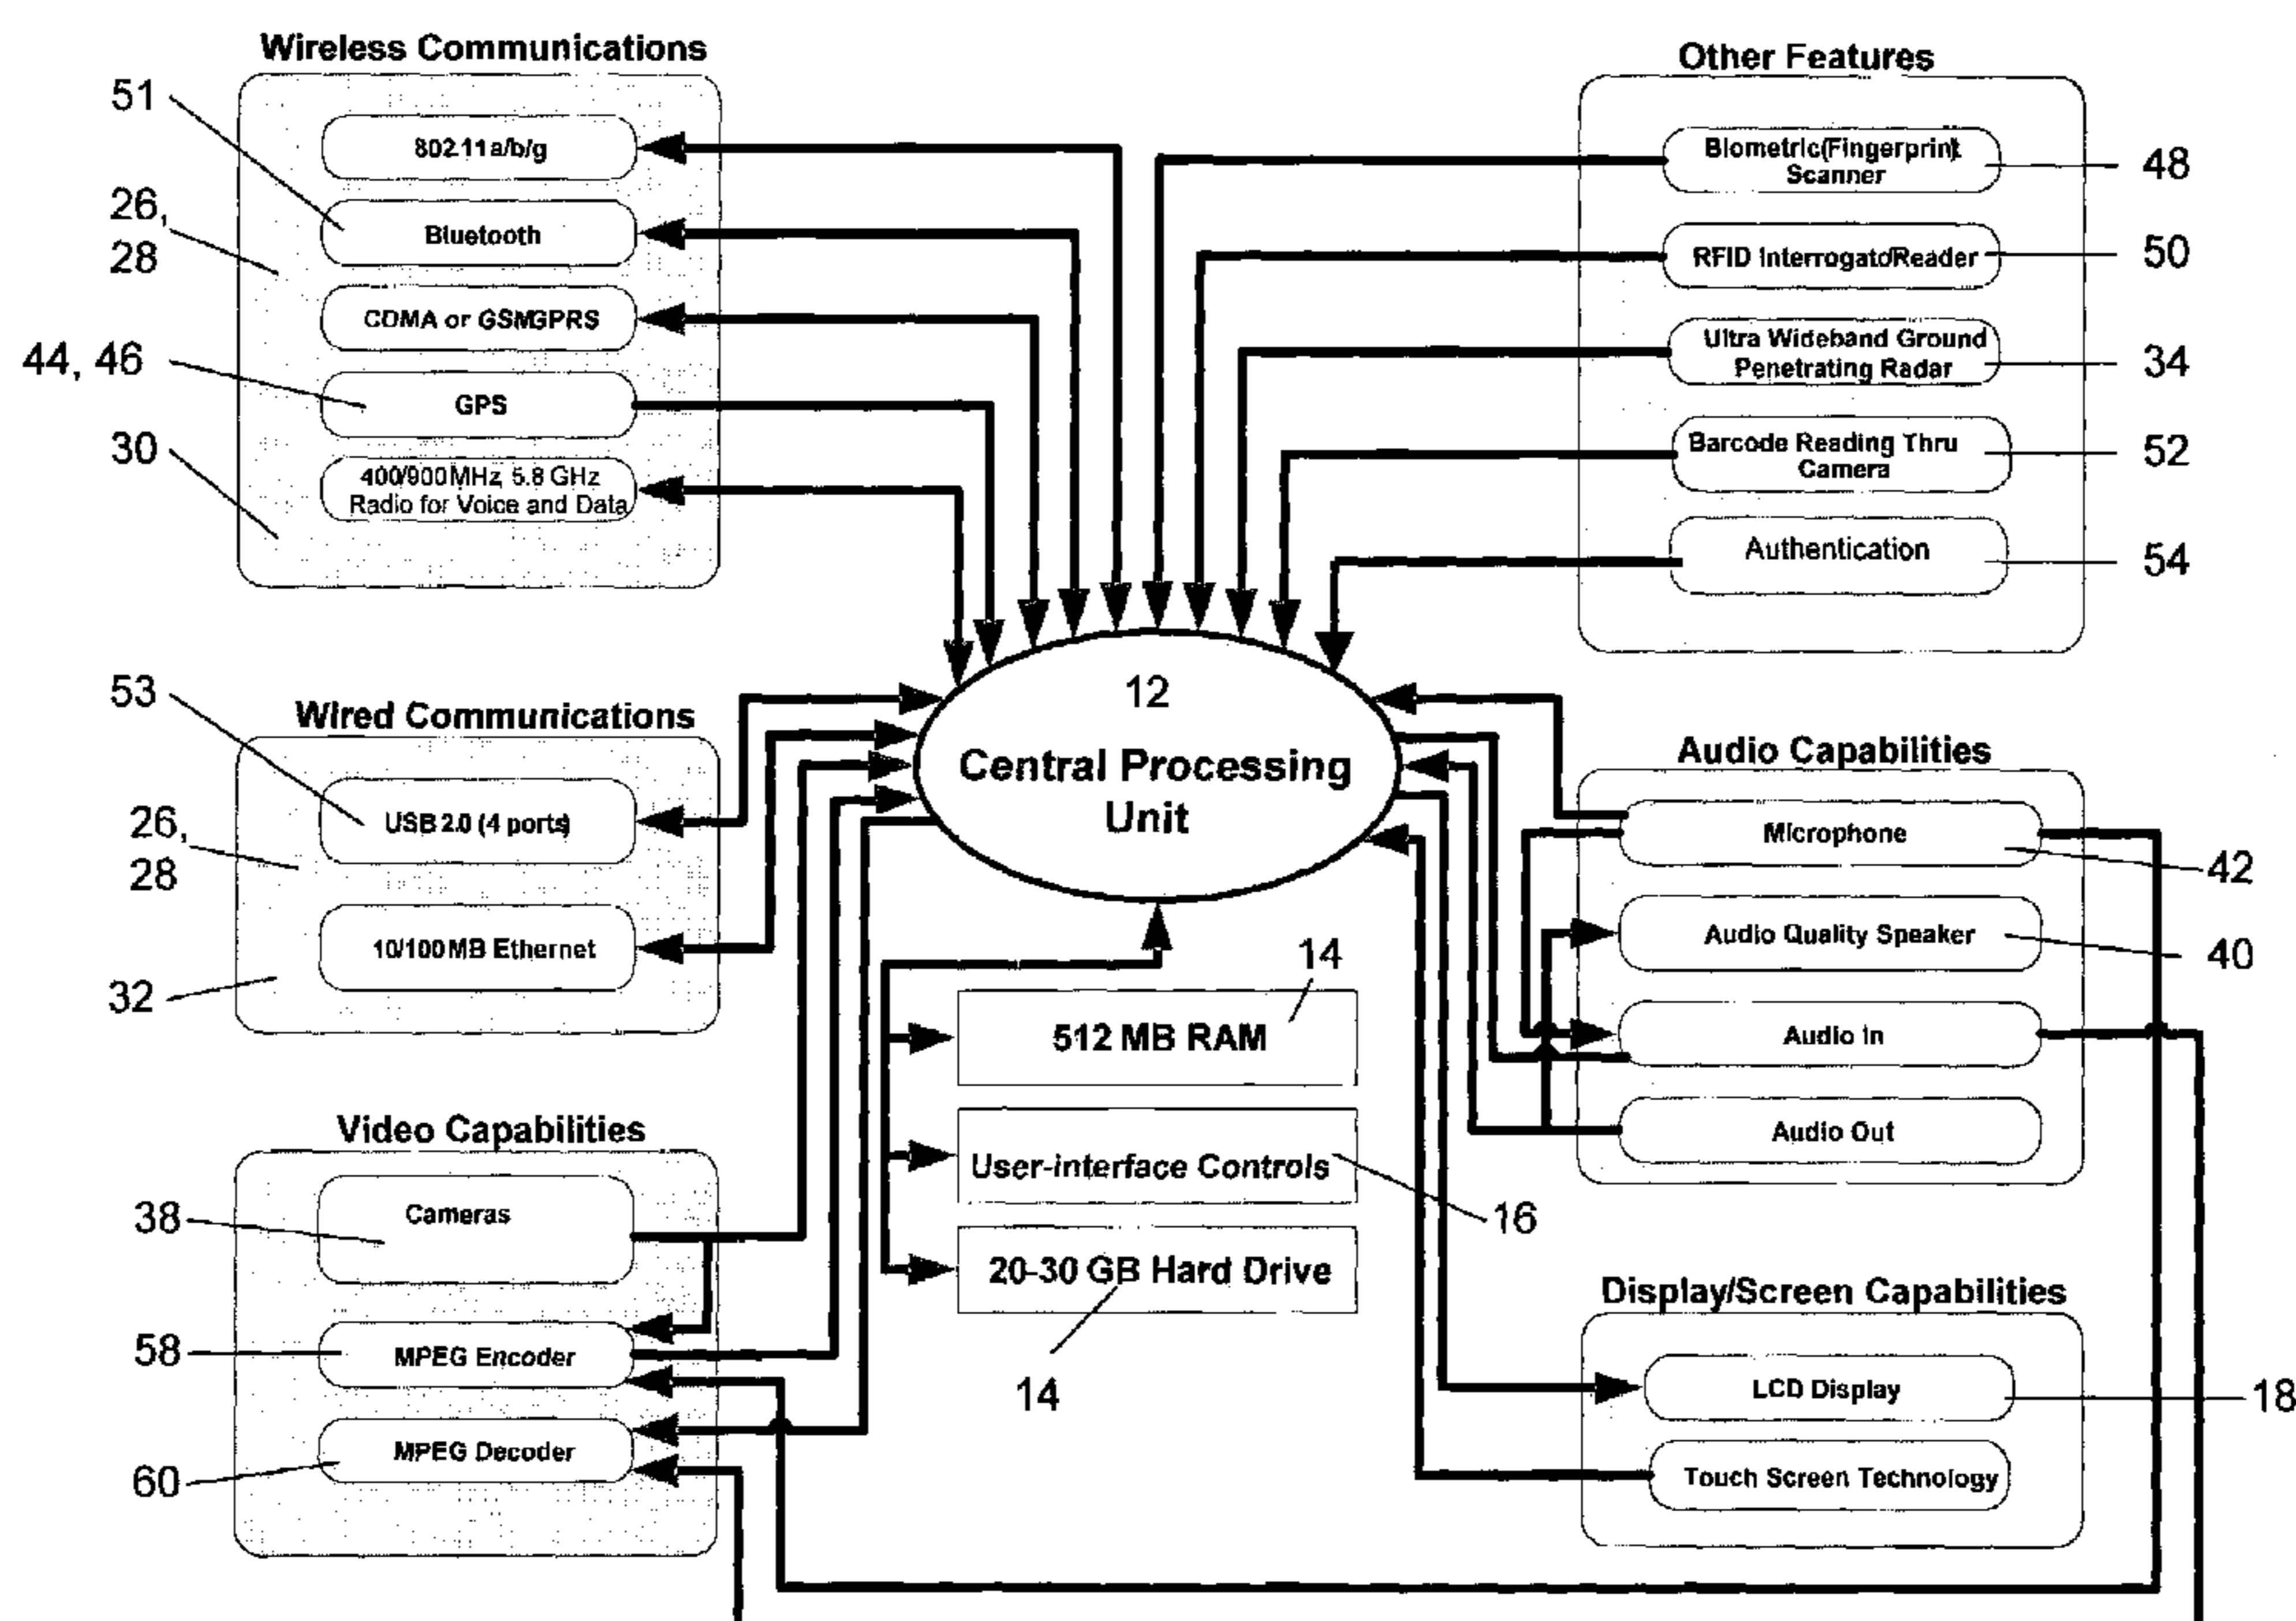 Wireless Communications
51
802.11a/b/g
26,
28
Bluetooth
CDMA or GSMGPRS
44, 46
GPS
30
400/900MHz, 5.8 GHz
Radio for Voice and Data
Other Features
Biometric(Fingerprint
Scanner
48
RFID Interrogato/Reader
50
Ultra Wideband Ground
Penetrating Radar
34
Barcode Reading Thru
Camera
52
Authentication
54
12
Central Processing
Unit
53
Wired Communications
USB 2.0 (4 ports)
26,
28
10/100MB Ethernet
32
Audio Capabilities
Microphone
42
Audio Quality Speaker
40
Audio In
Audio Out
14
512 MB RAM
User-interface Controls
16
20-30 GB Hard Drive
14
Video Capabilities
38
Cameras
58
MPEG Encoder
MPEG Decoder
60
Display/Screen Capabilities
LCD Display
18
Touch Screen Technology